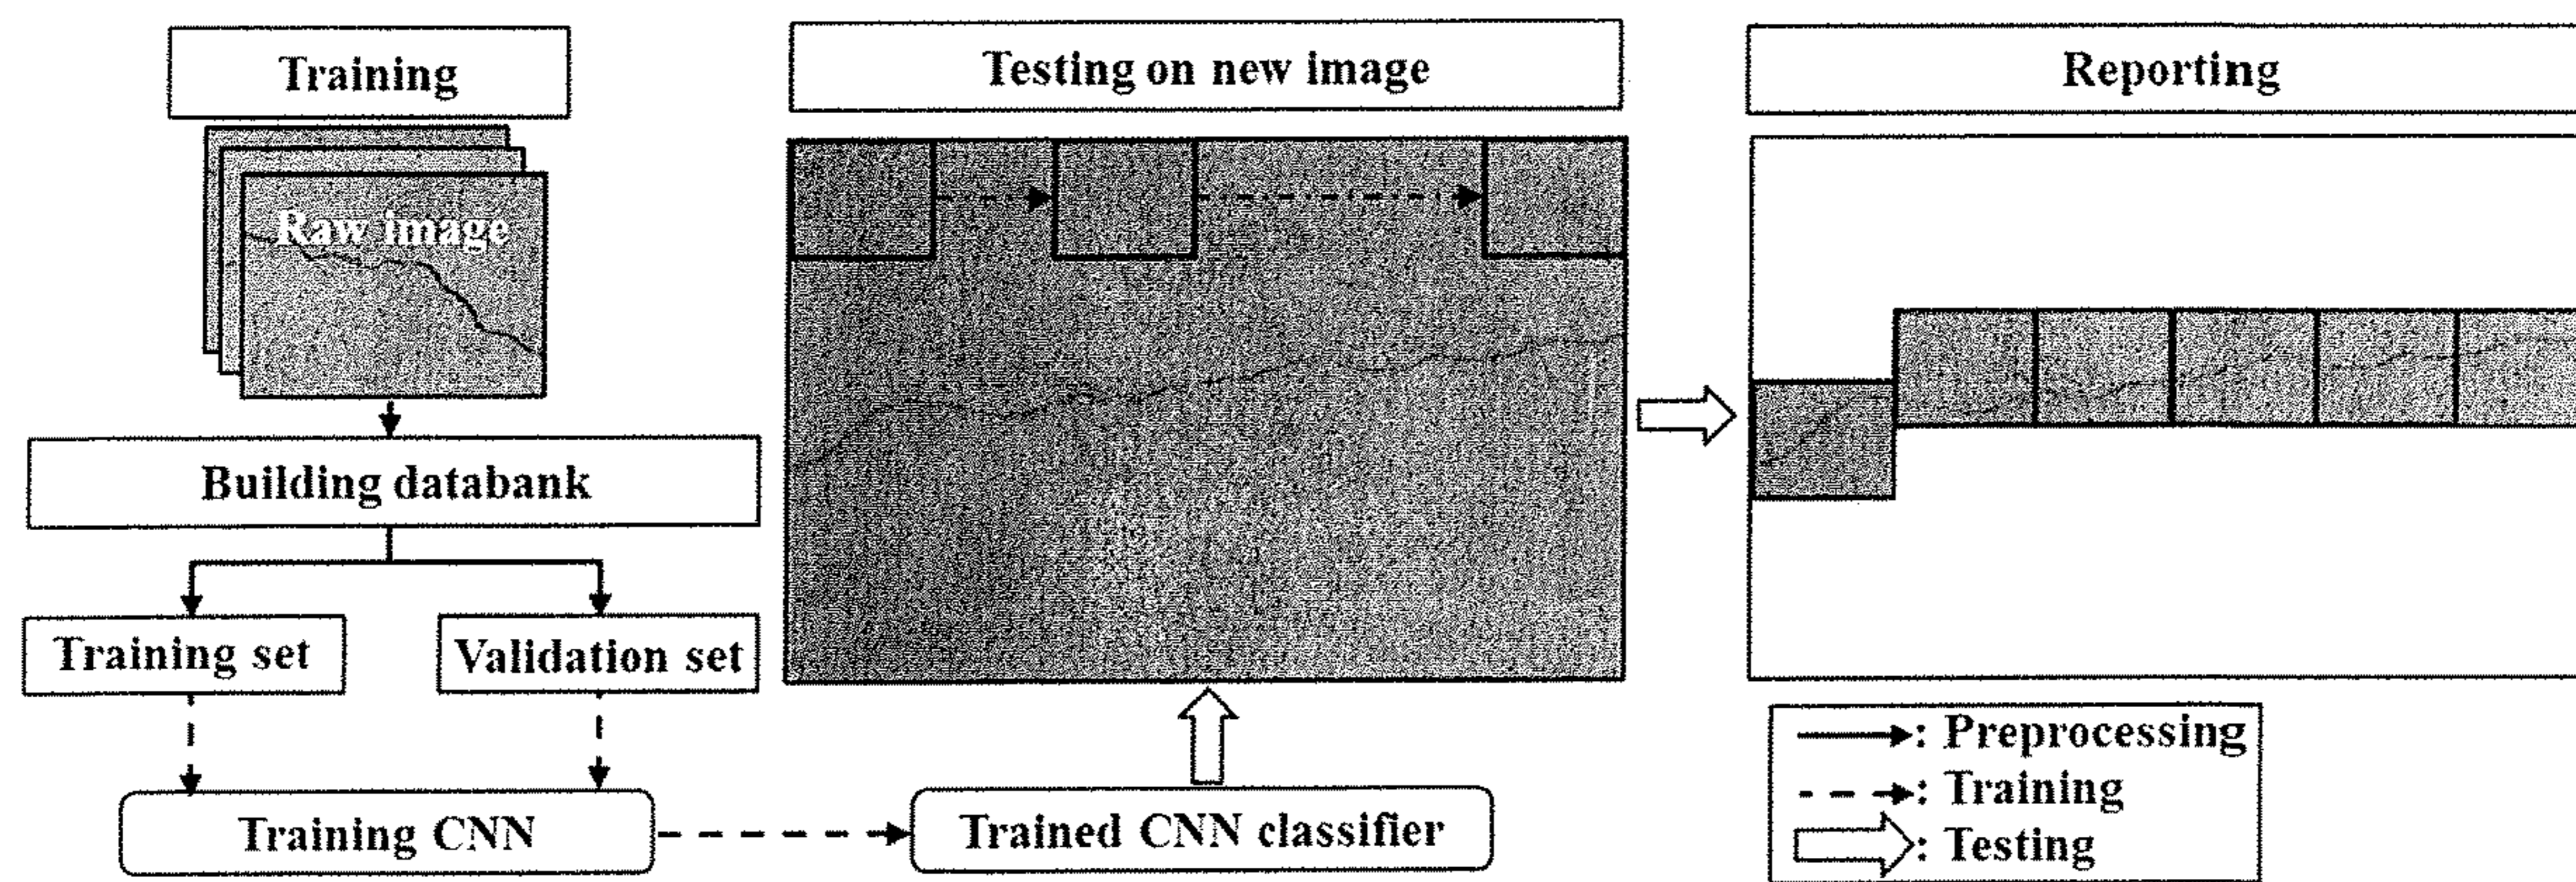 Training
Raw image
Building databank
Training set
Validation set
Training CNN
Testing on new image
Trained CNN classifier
Reporting
: Preprocessing
: Training
: Testing